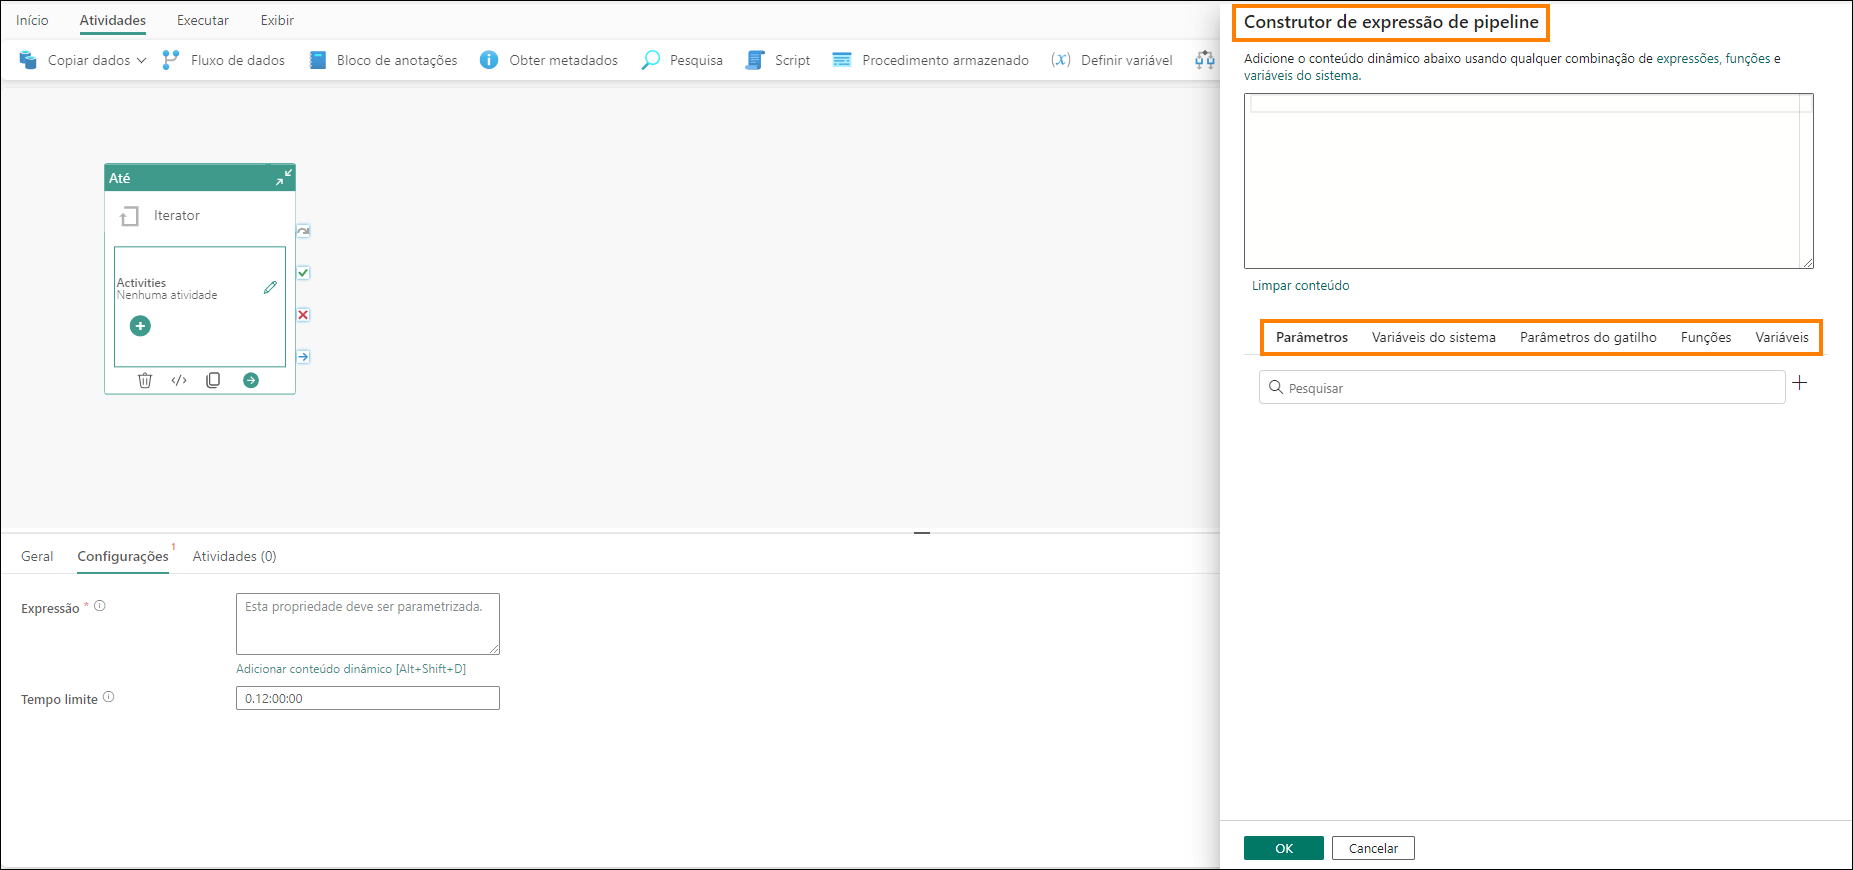 Início Atividades Executar Exibir
Copiar dados Fluxo de dados Bloco de anotações Obter metadados Pesquisa Script Procedimento armazenado (x) Definir variável
Até
Iterator
Activities
Nenhuma atividade
Geral Configurações 1 Atividades (0)
Expressão * Esta propriedade deve ser parametrizada.
Adicionar conteúdo dinâmico [Alt+Shift+D]
Tempo limite 0.12:00:00
Construtor de expressão de pipeline
Adicione o conteúdo dinâmico abaixo usando qualquer combinação de expressões, funções e
variáveis do sistema.
Limpar conteúdo
Parâmetros Variáveis do sistema Parâmetros do gatilho Funções Variáveis
Pesquisar
OK Cancelar